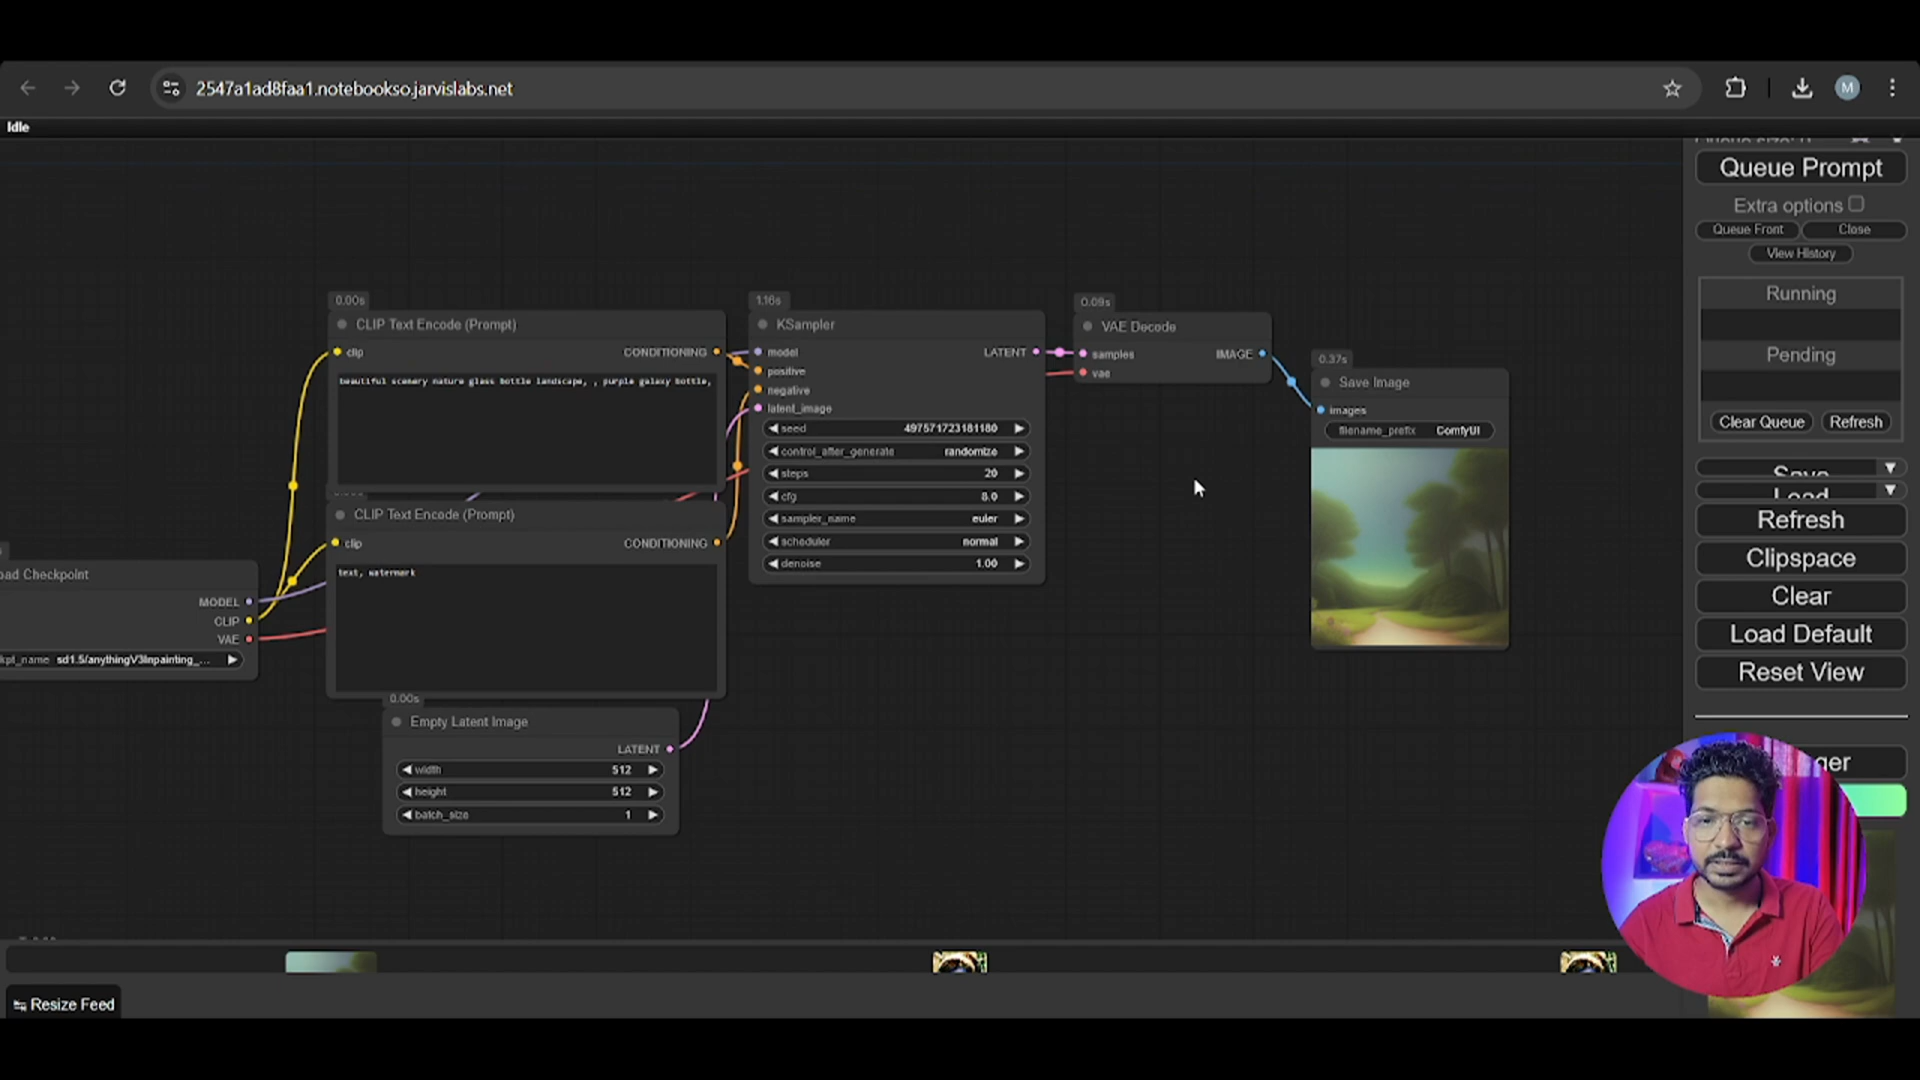 2547a1ad8faa1.notebookso.jarvislabs.net
M
Idle
Queue Prompt
Extra options
Queue Front
Close
View History
Running
Pending
Clear Queue
Refresh
Save
Load
Refresh
Clipspace
Clear
Load Default
Reset View
0.00s
CLIP Text Encode (Prompt)
clip
CONDITIONING
beautiful scenery nature glass bottle landscape, , purple galaxy bottle,
CLIP Text Encode (Prompt)
clip
CONDITIONING
text, watermark
oad Checkpoint
MODEL
CLIP
VAE
kpt_name sd1.5/anythingV3Inpainting_...
0.00s
Empty Latent Image
LATENT
width 512
height 512
batch_size 1
1.16s
KSampler
model
LATENT
positive
negative
latent_image
seed 497571723181180
control_after_generate randomize
steps 20
cfg 8.0
sampler_name euler
scheduler normal
denoise 1.00
0.09s
VAE Decode
samples
IMAGE
vae
0.37s
Save Image
images
filename_prefix ComfyUI
ger
Resize Feed